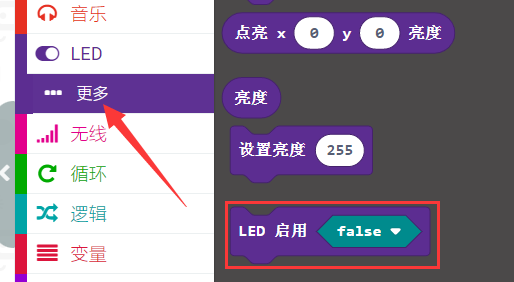 音乐
LED
更多
无线
循环
逻辑
变量
点亮 x 0 y 0 亮度
亮度
设置亮度 255
LED 启用 false